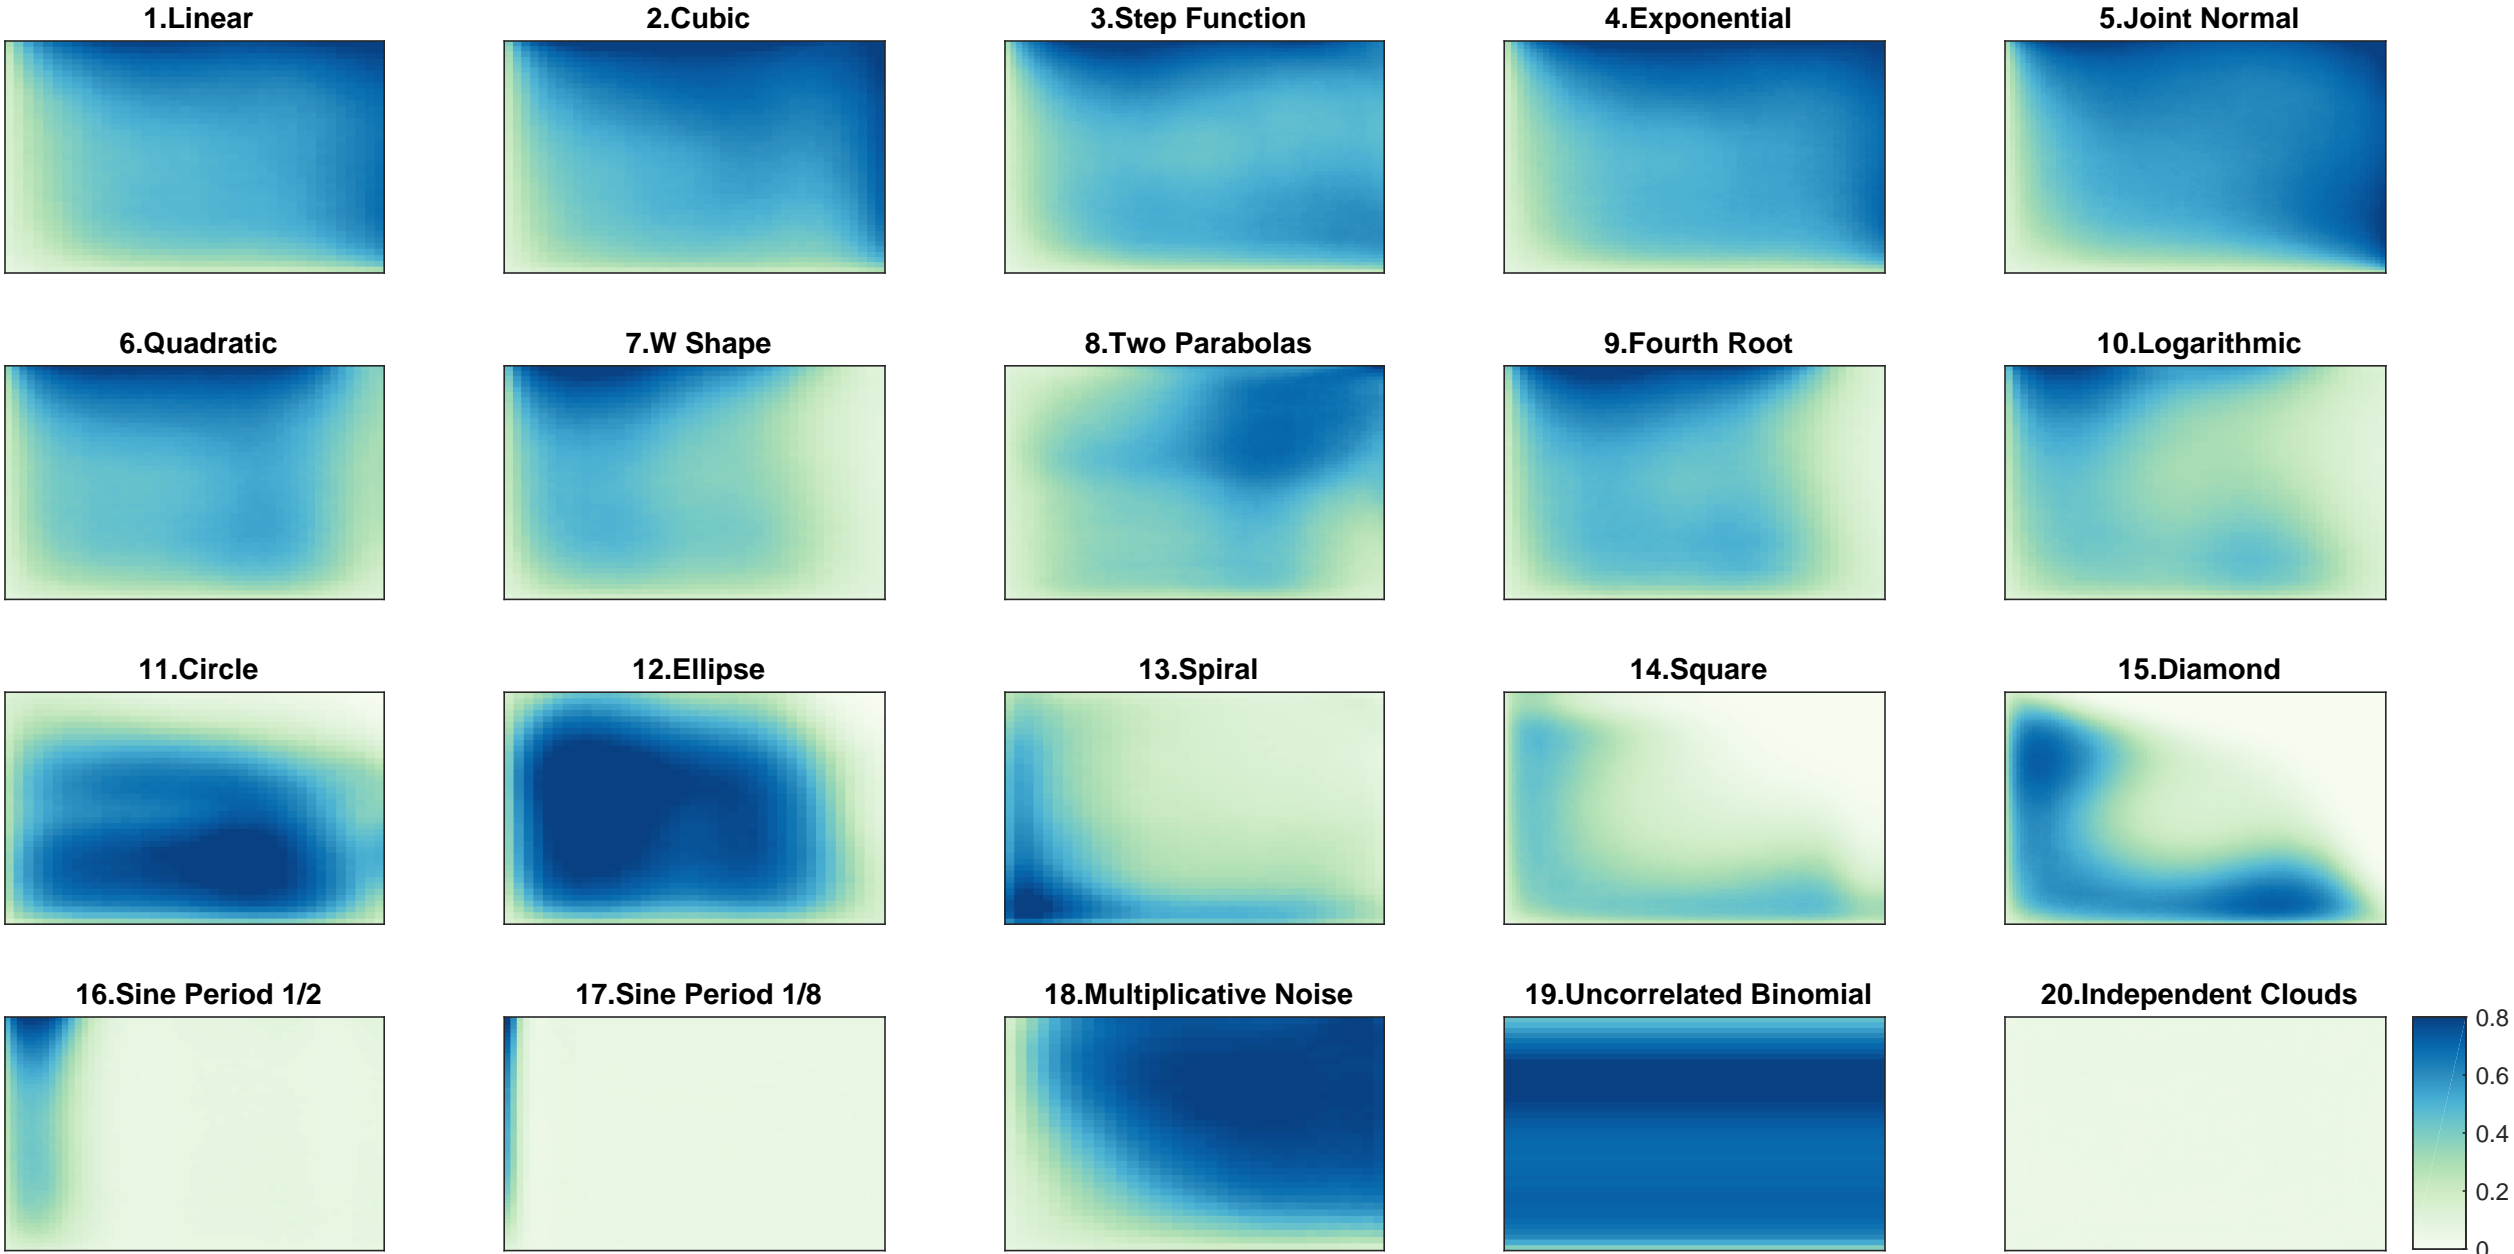 1.Linear
2.Cubic
3.Step Function
4.Exponential
5.Joint Normal
6.Quadratic
7.W Shape
8.Two Parabolas
9.Fourth Root
10.Logarithmic
11.Circle
12.Ellipse
13.Spiral
14.Square
15.Diamond
16.Sine Period 1/2
17.Sine Period 1/8
18.Multiplicative Noise
19.Uncorrelated Binomial
20.Independent Clouds
0.8
0.6
0.4
0.2
0